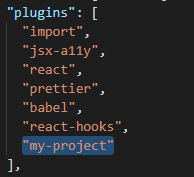 "plugins": [
"import",
"jsx-a11y",
"react",
"prettier",
"babel",
"react-hooks",
"my-project"
],